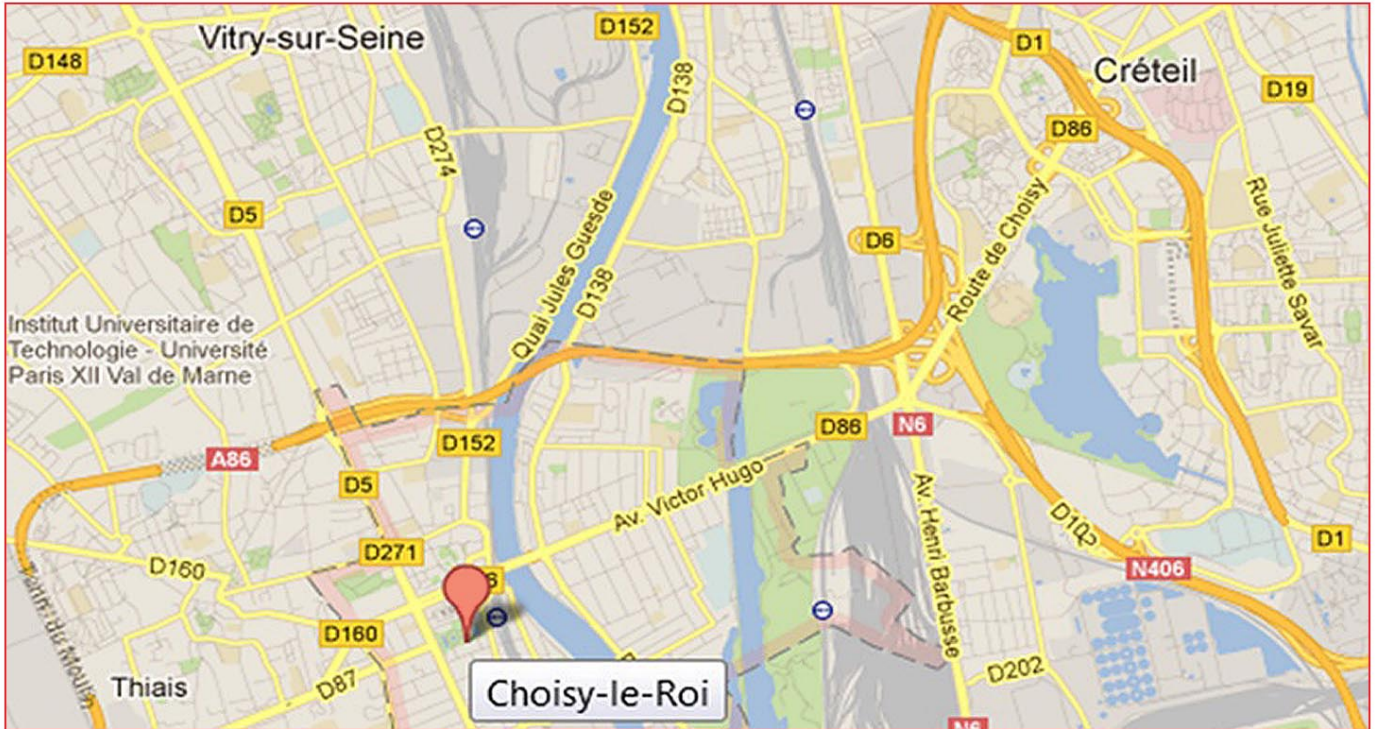 Vitry-sur-Seine
D152
D1
D148
Créteil
D19
D138
D86
D274
D5
D6
Rue Juliette Savar
Route de Choisy
Quai Jules Guesde
D138
Institut Universitaire de
Technologie - Université
Paris XII Val de Marne
D152
D86
N6
A86
D5
Av. Victor Hugo
Av. Henri Barbusse
D102
D1
D271
D160
N406
D160
D202
Thiais
D87
Choisy-le-Roi
N6